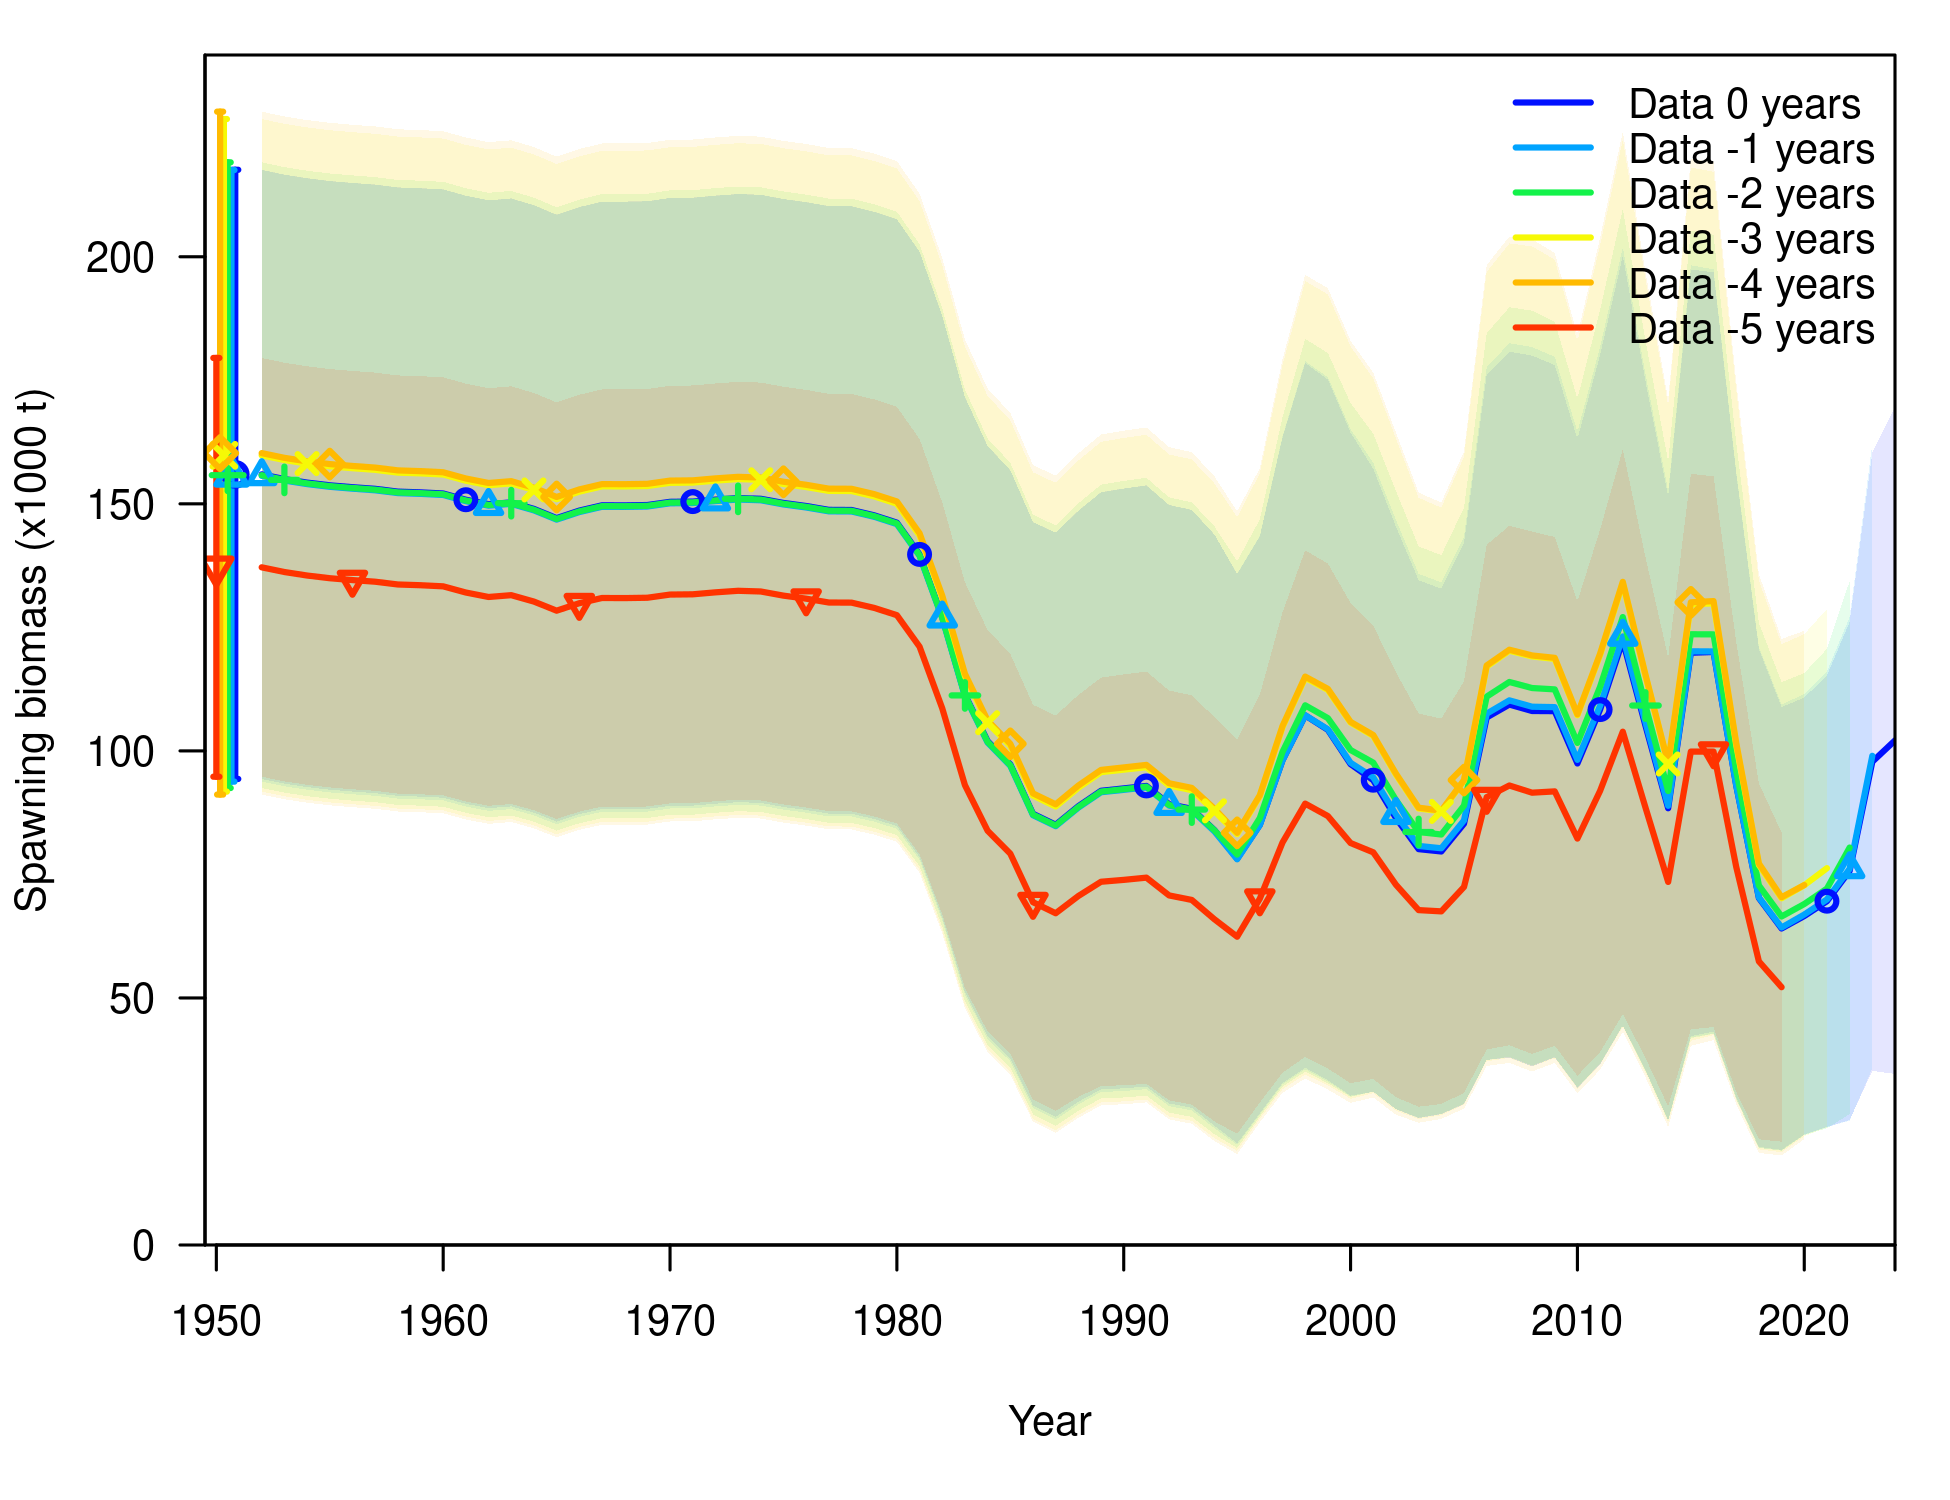 Data 0 years
Data -1 years
Data -2 years
Data -3 years
Data -4 years
Data -5 years
Spawning biomass (x1000 t)
200
150
100
50
0
1950 1960 1970 1980 1990 2000 2010 2020
Year